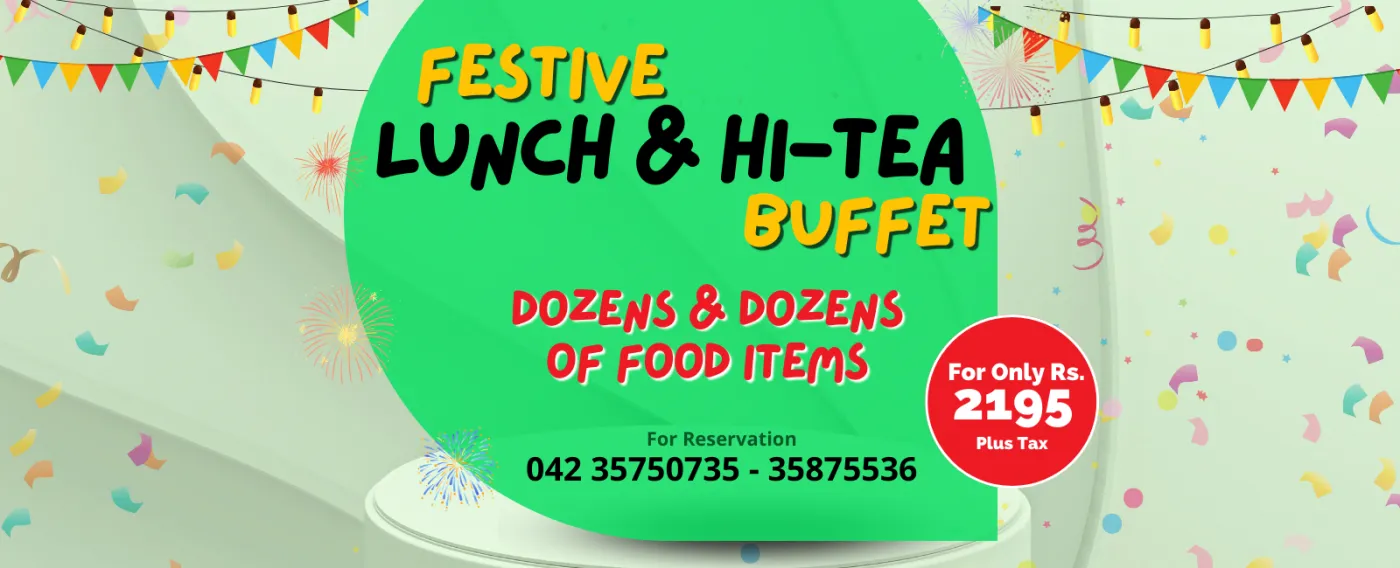 FESTIVE
LUNCH & HI-TEA
BUFFET
DOZENS & DOZENS
OF FOOD ITEMS
For Only Rs.
2195
Plus Tax
For Reservation
042 35750735 - 35875536